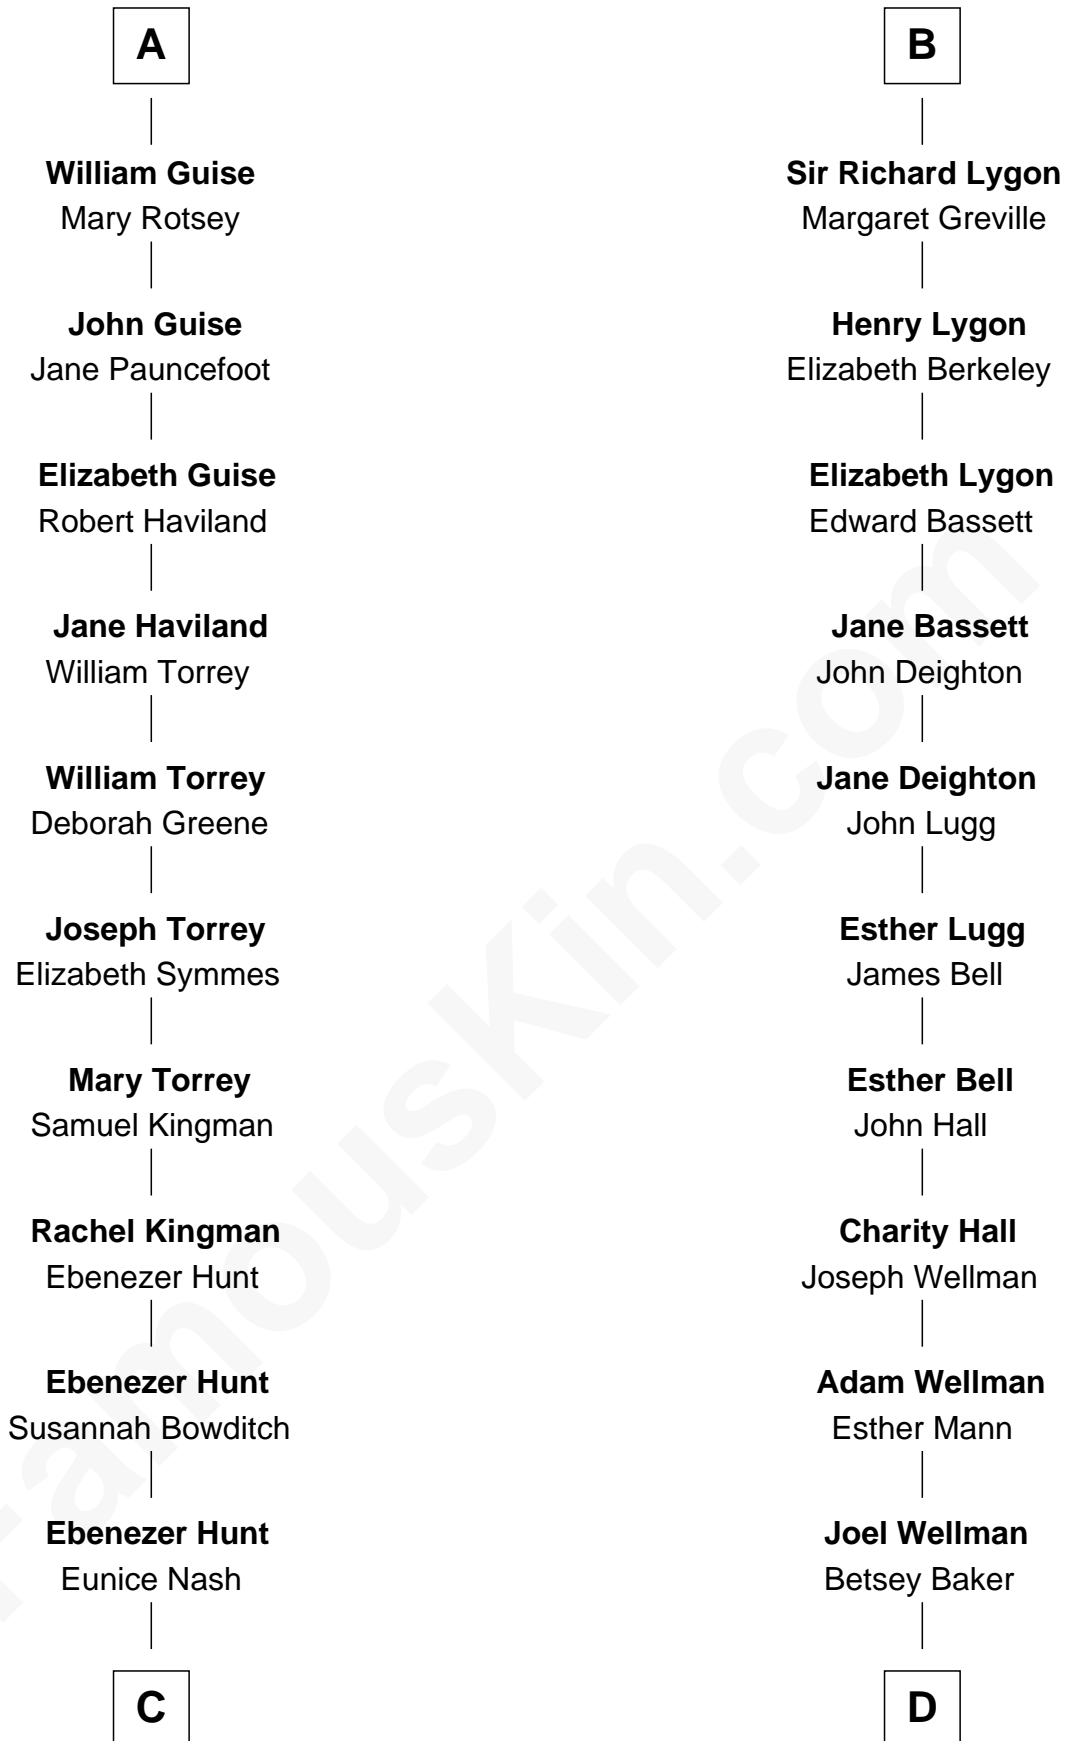 A
William Guise
Mary Rotsey
John Guise
Jane Pauncefoot
Elizabeth Guise
Robert Haviland
Jane Haviland
William Torrey
William Torrey
Deborah Greene
Joseph Torrey
Elizabeth Symmes
Mary Torrey
Samuel Kingman
Rachel Kingman
Ebenezer Hunt
Ebenezer Hunt
Susannah Bowditch
Ebenezer Hunt
Eunice Nash
C
B
Sir Richard Lygon
Margaret Greville
Henry Lygon
Elizabeth Berkeley
Elizabeth Lygon
Edward Bassett
Jane Bassett
John Deighton
Jane Deighton
John Lugg
Esther Lugg
James Bell
Esther Bell
John Hall
Charity Hall
Joseph Wellman
Adam Wellman
Esther Mann
Joel Wellman
Betsey Baker
D
FamousKin.com